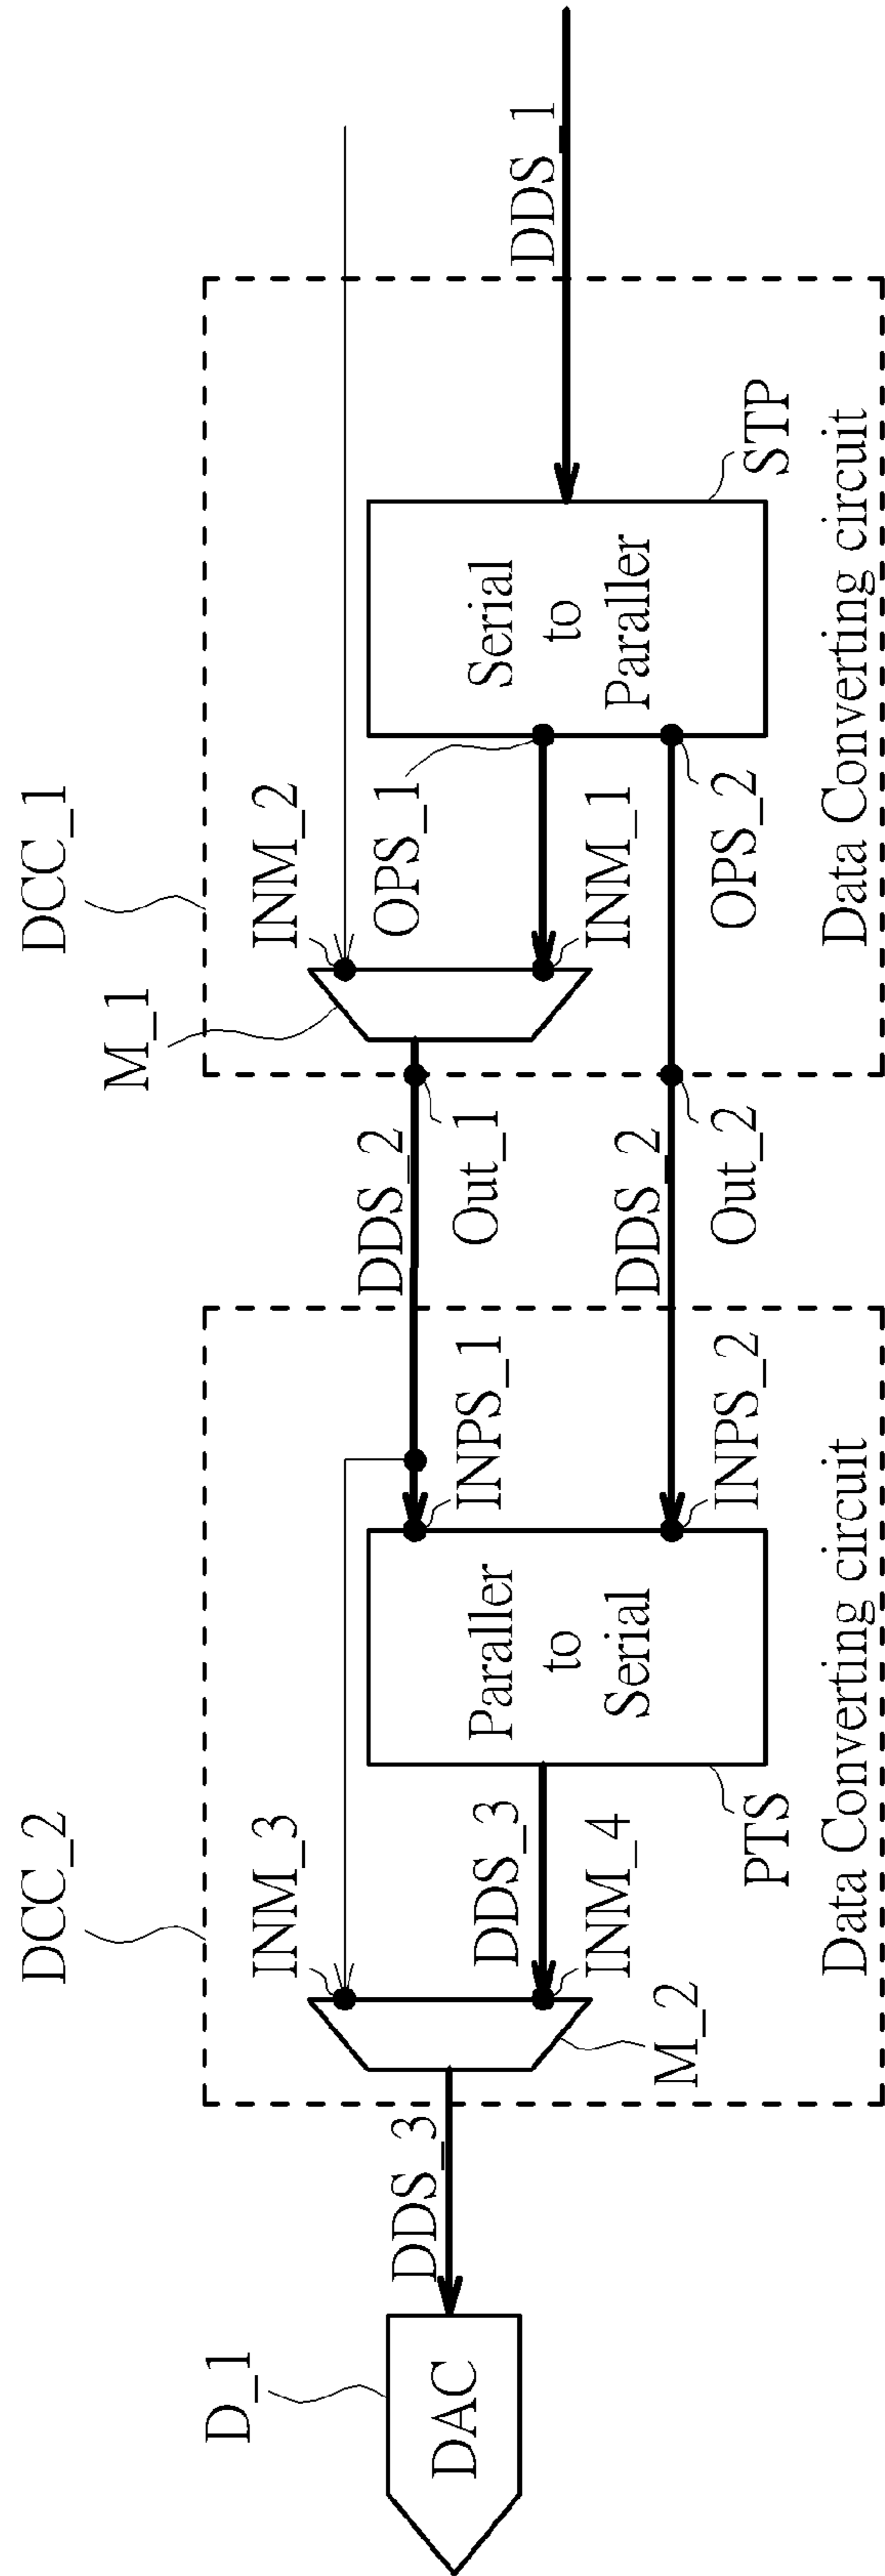 DCC_2
DCC_1
M_1
D_1
INM_3
INM_2
DDS_2
OPS_1
DDS_3
DAC
DDS_3
Paraller
to
Serial
INPS_1
Out_1
Serial
to
Paraller
DDS_1
INM_4
INM_1
DDS_2
M_2
INPS_2
Out_2
OPS_2
PTS
STP
Data Converting circuit
Data Converting circuit